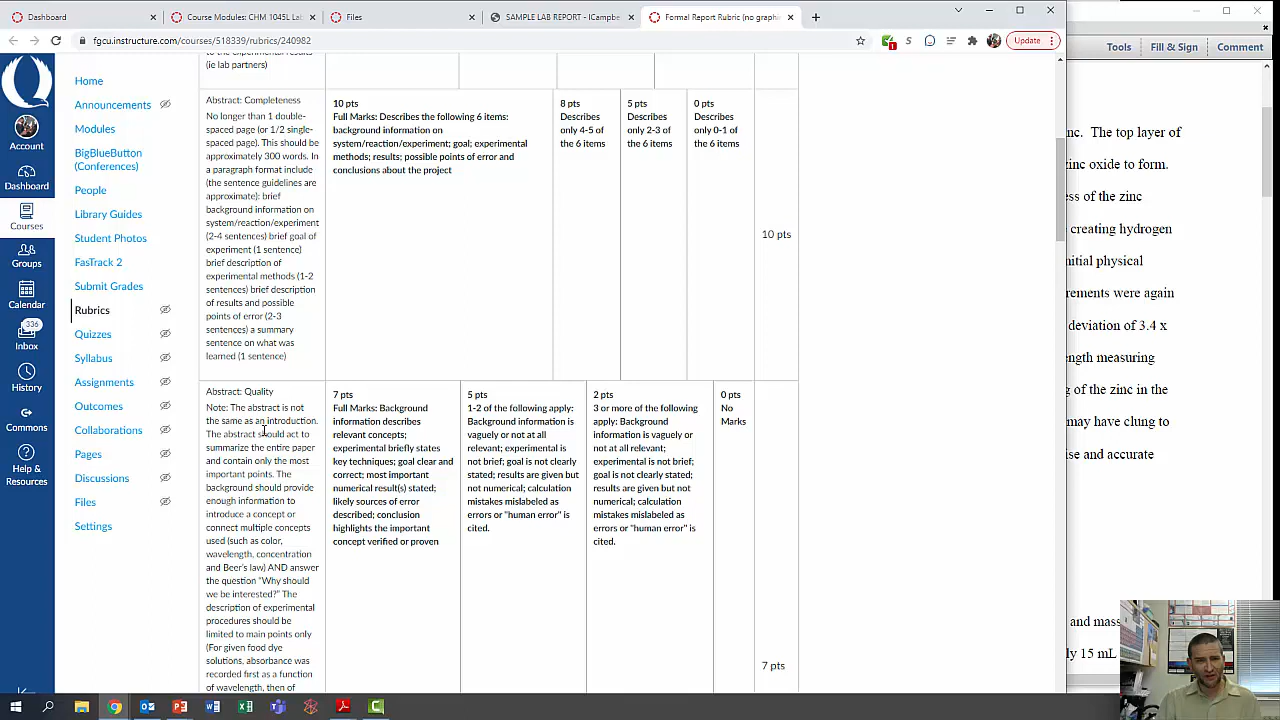 Dashboard
Course Modules: CHM 1045L Lab
Files
SAMPLE LAB REPORT - ICampbe
Formal Report Rubric (no graphi
fgcu.instructure.com/courses/518339/rubrics/240982
Update
Tools
Fill & Sign
Comment
Account
Dashboard
Courses
Groups
Calendar
336
Inbox
History
Commons
Help &
Resources
Home
Announcements
Modules
BigBlueButton
(Conferences)
People
Library Guides
Student Photos
FasTrack 2
Submit Grades
Rubrics
Quizzes
Syllabus
Assignments
Outcomes
Collaborations
Pages
Discussions
Files
Settings
to the experimental results
(ie lab partners)
Abstract: Completeness
No longer than 1 double-
spaced page (or 1/2 single-
spaced page). This should be
approximately 300 words. In
a paragraph format include
(the sentence guidelines are
approximate): brief
background information on
system/reaction/experiment
(2-4 sentences) brief goal of
experiment (1 sentence)
brief description of
experimental methods (1-2
sentences) brief description
of results and possible
points of error (2-3
sentences) a summary
sentence on what was
learned (1 sentence)
10 pts
Full Marks: Describes the following 6 items:
background information on
system/reaction/experiment; goal; experimental
methods; results; possible points of error and
conclusions about the project
8 pts
Describes
only 4-5 of
the 6 items
5 pts
Describes
only 2-3 of
the 6 items
0 pts
Describes
only 0-1 of
the 6 items
10 pts
Abstract: Quality
Note: The abstract is not
the same as an introduction.
The abstract should act to
summarize the entire paper
and contain only the most
important points. The
background should provide
enough information to
introduce a concept or
connect multiple concepts
used (such as color,
wavelength, concentration
and Beer's law) AND answer
the question "Why should
we be interested?" The
description of experimental
procedures should be
limited to main points only
(For given food dye
solutions, absorbance was
recorded first as a function
of wavelength, then of
7 pts
Full Marks: Background
information describes
relevant concepts;
experimental briefly states
key techniques; goal clear and
correct; most important
numerical result(s) stated;
likely sources of error
described; conclusion
highlights the important
concept verified or proven
5 pts
1-2 of the following apply:
Background information is
vaguely or not at all
relevant; experimental is
not brief; goal is not clearly
stated; results are given but
not numerical; calculation
mistakes mislabeled as
errors or "human error" is
cited.
2 pts
3 or more of the following
apply: Background
information is vaguely or
not at all relevant;
experimental is not brief;
goal is not clearly stated;
results are given but not
numerical; calculation
mistakes mislabeled as
errors or "human error" is
cited.
0 pts
No
Marks
7 pts
nc. The top layer of
zinc oxide to form.
ess of the zinc
creating hydrogen
nitial physical
rements were again
deviation of 3.4 x
ength measuring
g of the zinc in the
may have clung to
ise and accurate
and mass
ly 15 mL